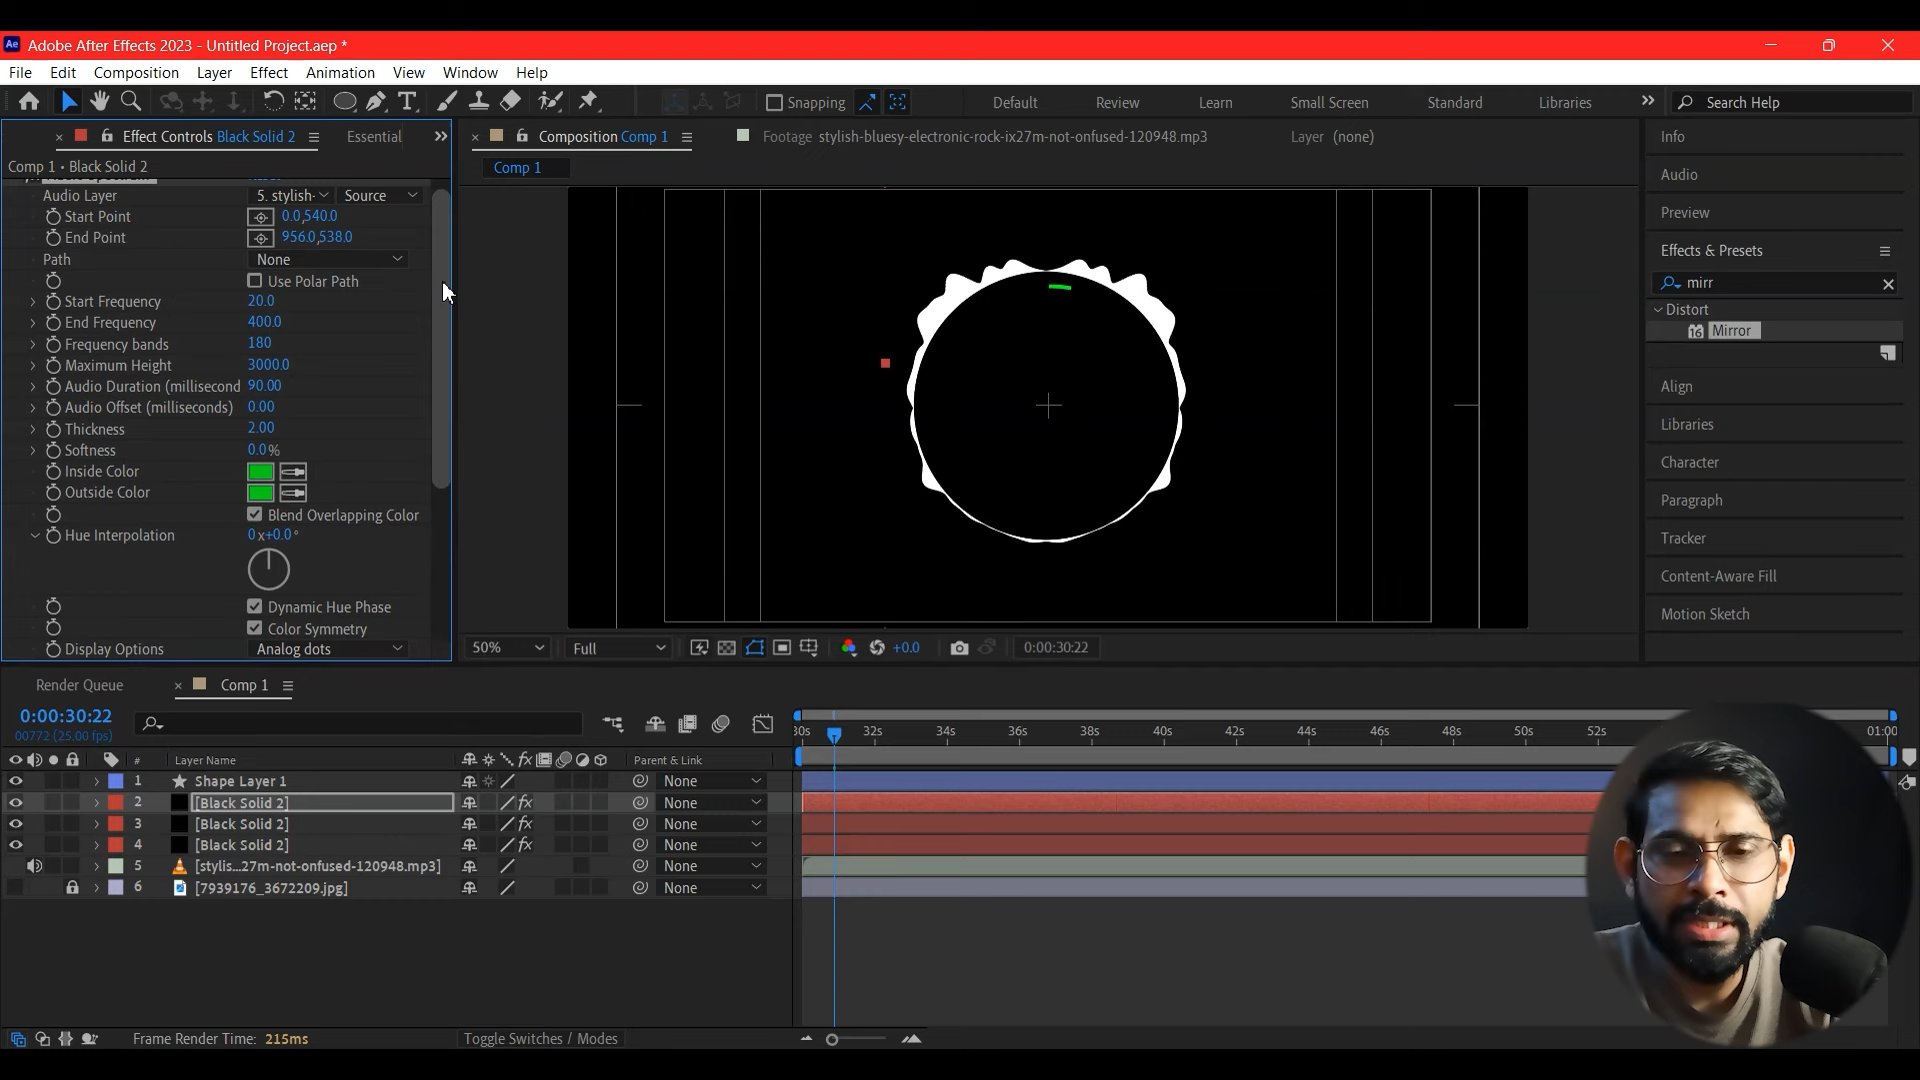 Ae Adobe After Effects 2023 - Untitled Project.aep *
File Edit Composition Layer Effect Animation View Window Help
Snapping Default Review Learn Small Screen Standard Libraries Search Help
Effect Controls Black Solid 2 Essential
Composition Comp 1 Footage stylish-bluesy-electronic-rock-ix27m-not-onfused-120948.mp3 Layer (none)
Comp 1 • Black Solid 2
Comp 1
Audio Layer 5. stylish- Source
Start Point 0.0,540.0
End Point 956.0,538.0
Path None
Use Polar Path
Start Frequency 20.0
End Frequency 400.0
Frequency bands 180
Maximum Height 3000.0
Audio Duration (millisecond 90.00
Audio Offset (milliseconds) 0.00
Thickness 2.00
Softness 0.0%
Inside Color
Outside Color
Blend Overlapping Color
Hue Interpolation 0x+0.0°
Dynamic Hue Phase
Color Symmetry
Display Options Analog dots
50% Full +0.0 0:00:30:22
Info
Audio
Preview
Effects & Presets
mirr
Distort
16 Mirror
Align
Libraries
Character
Paragraph
Tracker
Content-Aware Fill
Motion Sketch
Render Queue Comp 1
0:00:30:22
00772 (25.00 fps)
:30s 32s 34s 36s 38s 40s 42s 44s 46s 48s 50s 52s 01:00
# Layer Name fx Parent & Link
1 Shape Layer 1 None
2 [Black Solid 2] fx None
3 [Black Solid 2] fx None
4 [Black Solid 2] fx None
5 [stylis...27m-not-onfused-120948.mp3] None
6 [7939176_3672209.jpg] None
Frame Render Time: 215ms Toggle Switches / Modes